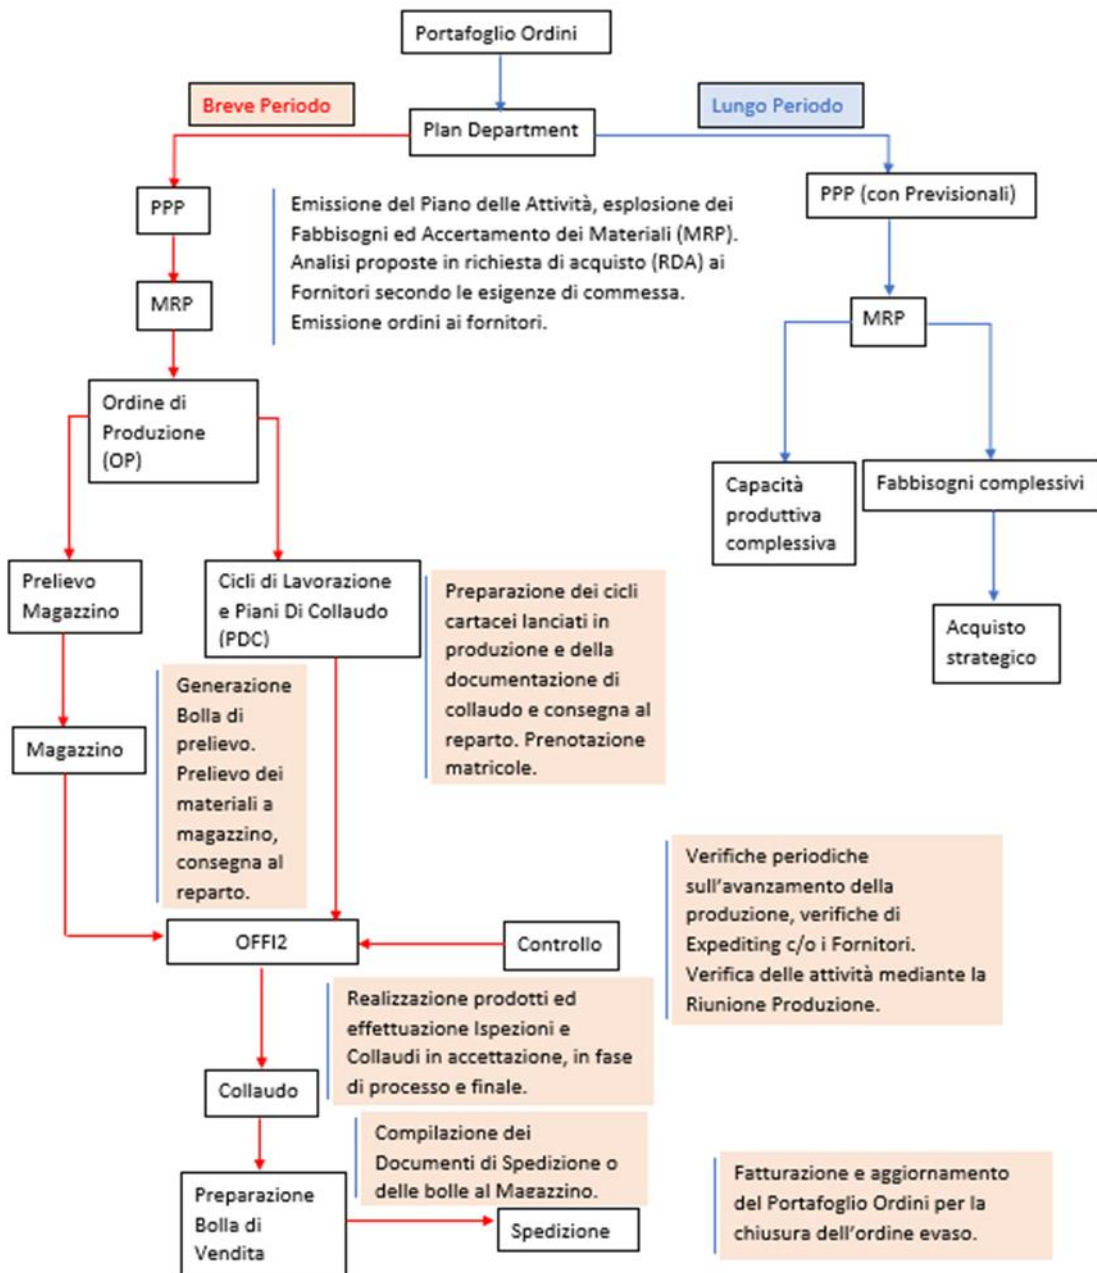 Portafoglio Ordini
Breve Periodo
Lungo Periodo
Plan Department
PPP
PPP (con Previsionali)
Emissione del Piano delle Attività, esplosione dei
Fabbisogni ed Accertamento dei Materiali (MRP).
Analisi proposte in richiesta di acquisto (RDA) ai
Fornitori secondo le esigenze di commessa.
Emissione ordini ai fornitori.
MRP
MRP
Ordine di
Produzione
(OP)
Capacità
produttiva
complessiva
Fabbisogni complessivi
Acquisto
strategico
Prelievo
Magazzino
Cicli di Lavorazione
e Piani Di Collaudo
(PDC)
Preparazione dei cicli
cartacei lanciati in
produzione e della
documentazione di
collaudo e consegna al
reparto. Prenotazione
matricole.
Magazzino
Generazione
Bolla di
prelievo.
Prelievo dei
materiali a
magazzino,
consegna al
reparto.
OFFI2
Controllo
Verifiche periodiche
sull’avanzamento della
produzione, verifiche di
Expediting c/o i Fornitori.
Verifica delle attività mediante la
Riunione Produzione.
Realizzazione prodotti ed
effettuazione Ispezioni e
Collaudi in accettazione, in fase
di processo e finale.
Collaudo
Compilazione dei
Documenti di Spedizione o
delle bolle al Magazzino.
Preparazione
Bolla di
Vendita
Spedizione
Fatturazione e aggiornamento
del Portafoglio Ordini per la
chiusura dell’ordine evaso.